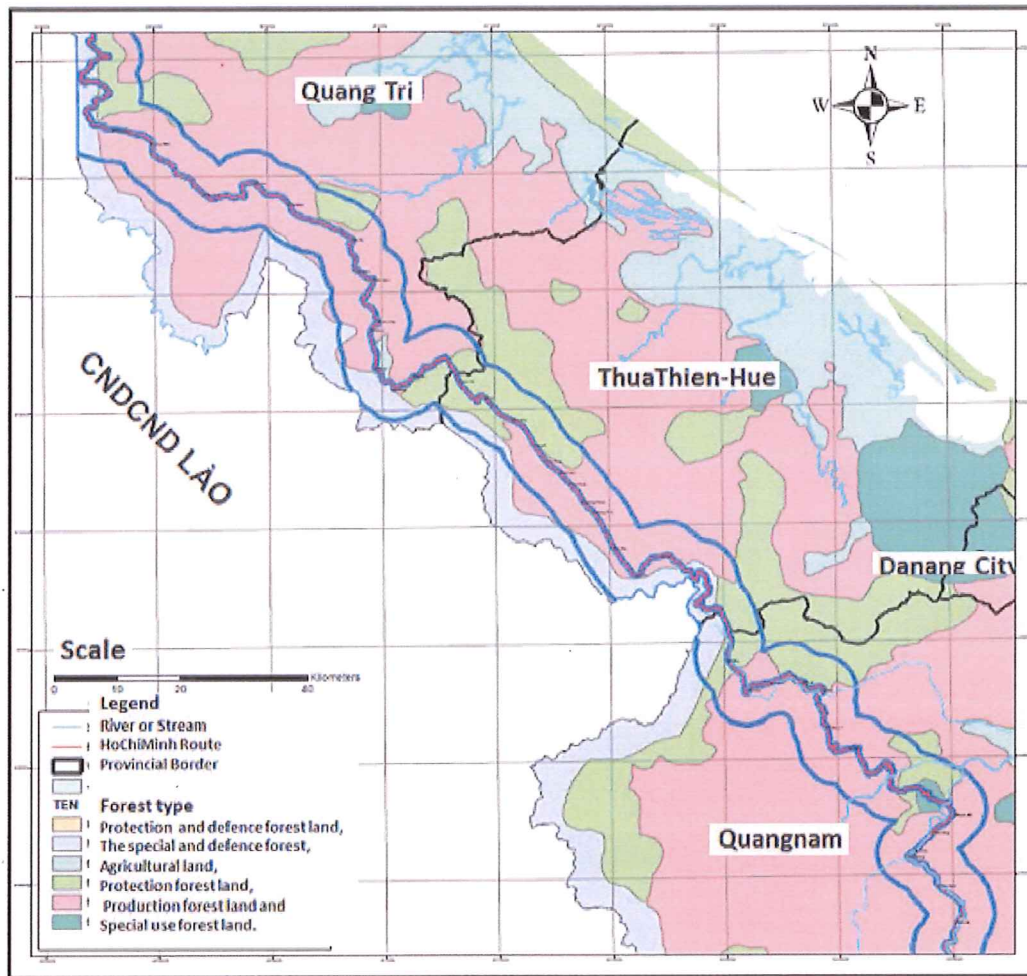 Quang Tri
N
W
E
S
ThuaThien-Hue
CNDCND LÀO
Danang City
Scale
0 10 20 40 Kilometers
Legend
River or Stream
HoChiMinh Route
Provincial Border
TEN Forest type
Protection and defence forest land,
The special and defence forest,
Agricultural land,
Protection forest land,
Production forest land and
Special use forest land.
Quangnam